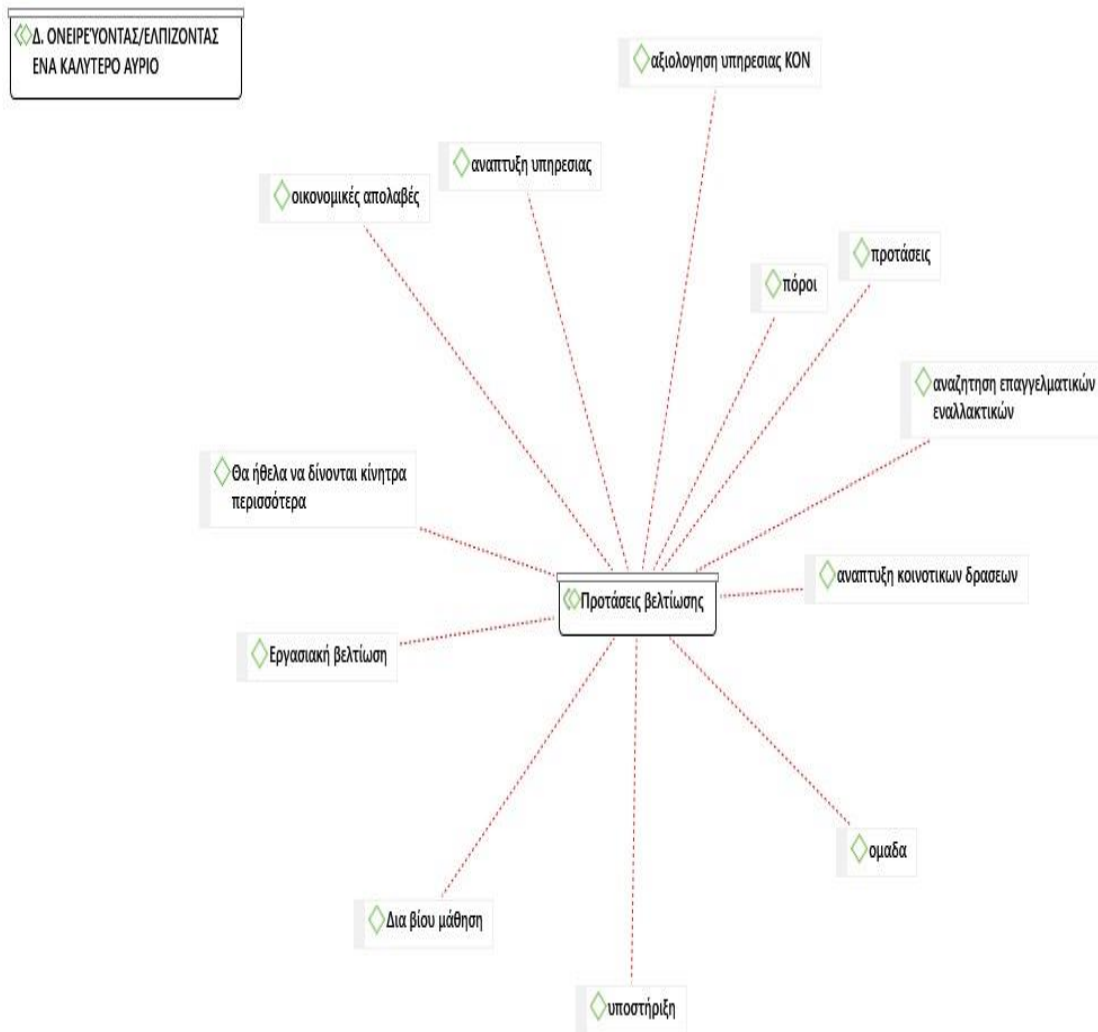 Δ. ΟΝΕΙΡΕΎΟΝΤΑΣ/ΕΛΠΙΖΟΝΤΑΣ
ΕΝΑ ΚΑΛΥΤΕΡΟ ΑΥΡΙΟ
αξιολογηση υπηρεσιας ΚΟΝ
αναπτυξη υπηρεσιας
οικονομικές απολαβές
προτάσεις
πόροι
αναζητηση επαγγελματικών
εναλλακτικών
Θα ήθελα να δίνονται κίνητρα
περισσότερα
αναπτυξη κοινοτικων δρασεων
Προτάσεις βελτίωσης
Εργασιακή βελτίωση
ομαδα
Δια βίου μάθηση
υποστήριξη